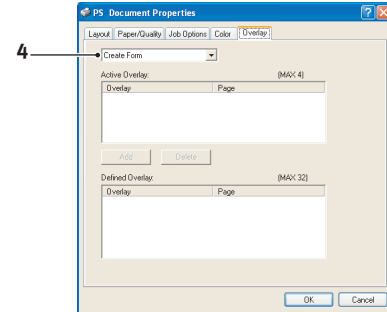 PS Document Properties
Layout Paper/Quality Job Options Color Overlay
4
Create Form
Active Overlay: (MAX 4)
Overlay Page
Add Delete
Defined Overlay: (MAX 32)
Overlay Page
OK Cancel